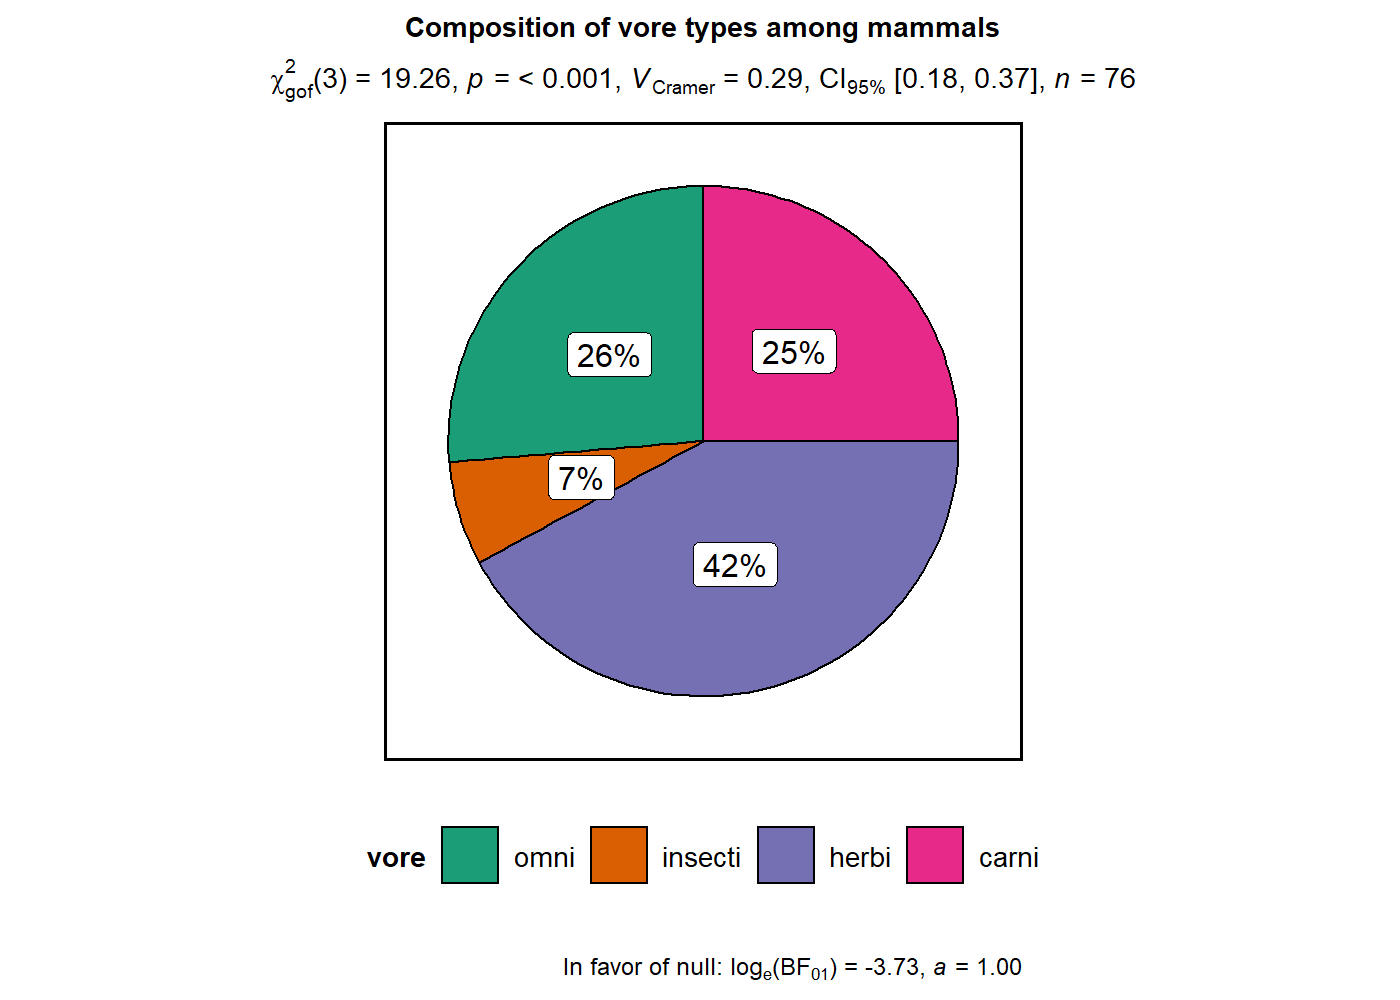 Composition of vore types among mammals
χ²gof(3) = 19.26, p = < 0.001, VCramer = 0.29, CI95% [0.18, 0.37], n = 76
26%
25%
7%
42%
vore omni insecti herbi carni
In favor of null: loge(BF01) = -3.73, a = 1.00